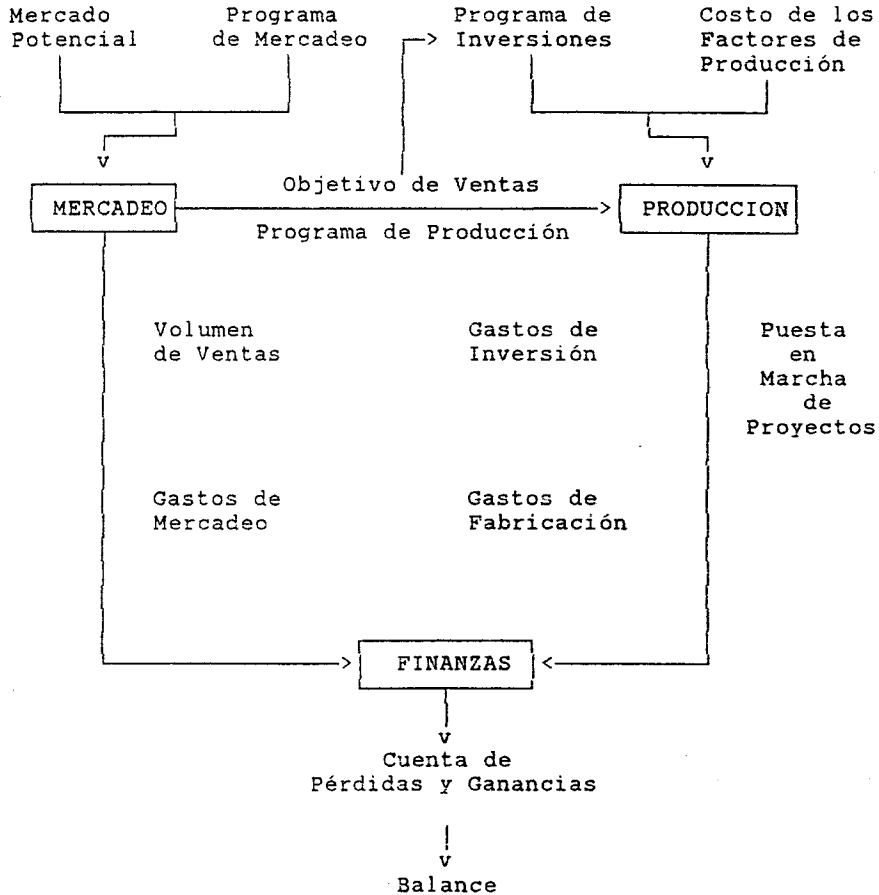 Mercado
Potencial
Programa
de Mercadeo
Programa de
Inversiones
Costo de los
Factores de
Producción
Objetivo de Ventas
MERCADEO
PRODUCCION
Programa de Producción
Volumen
de Ventas
Gastos de
Inversión
Puesta
en
Marcha
de
Proyectos
Gastos de
Mercadeo
Gastos de
Fabricación
FINANZAS
Cuenta de
Pérdidas y Ganancias
Balance